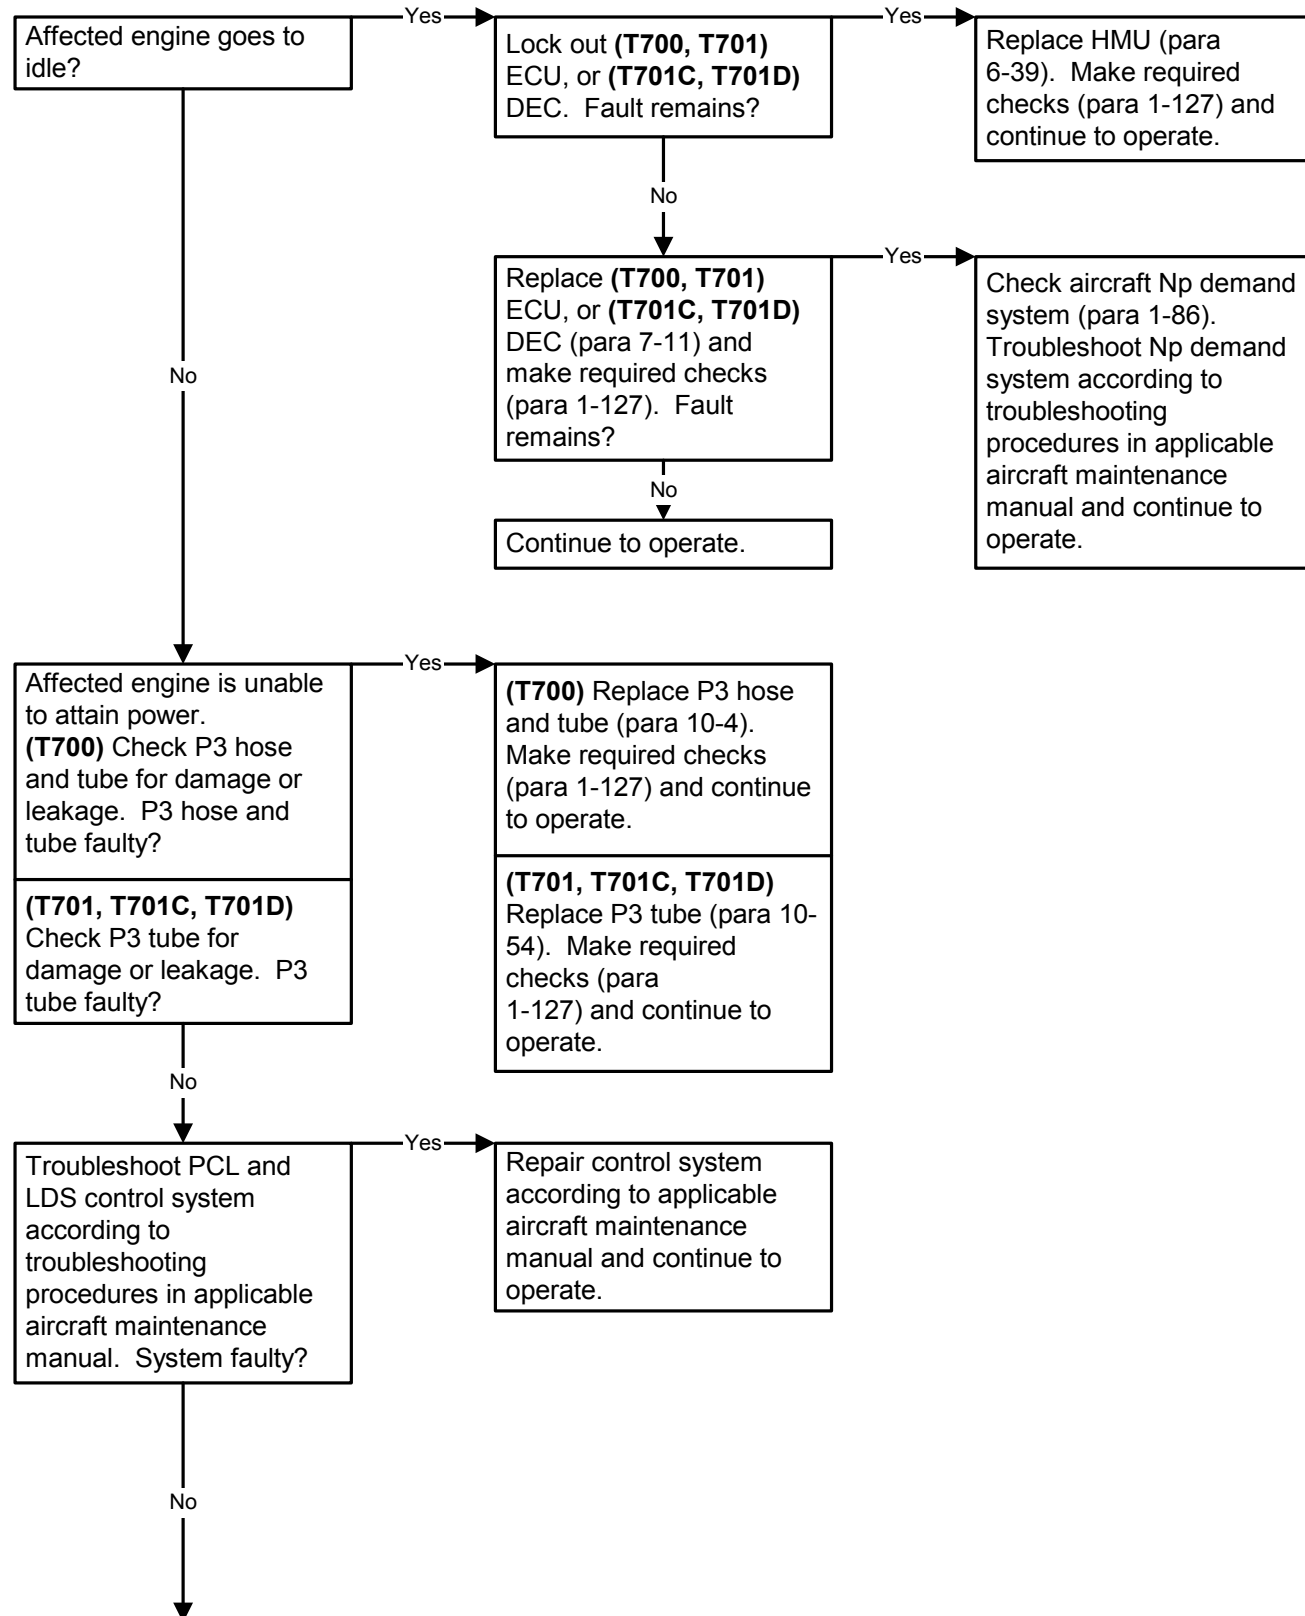 Affected engine goes to
idle?
Yes
Lock out (T700, T701)
ECU, or (T701C, T701D)
DEC.  Fault remains?
Yes
Replace HMU (para
6-39).  Make required
checks (para 1-127) and
continue to operate.
No
Replace (T700, T701)
ECU, or (T701C, T701D)
DEC (para 7-11) and
make required checks
(para 1-127).  Fault
remains?
Yes
Check aircraft Np demand
system (para 1-86).
Troubleshoot Np demand
system according to
troubleshooting
procedures in applicable
aircraft maintenance
manual and continue to
operate.
No
Continue to operate.
No
Affected engine is unable
to attain power.
(T700) Check P3 hose
and tube for damage or
leakage.  P3 hose and
tube faulty?
(T701, T701C, T701D)
Check P3 tube for
damage or leakage.  P3
tube faulty?
Yes
(T700) Replace P3 hose
and tube (para 10-4).
Make required checks
(para 1-127) and continue
to operate.
(T701, T701C, T701D)
Replace P3 tube (para 10-
54).  Make required
checks (para
1-127) and continue to
operate.
No
Troubleshoot PCL and
LDS control system
according to
troubleshooting
procedures in applicable
aircraft maintenance
manual.  System faulty?
Yes
Repair control system
according to applicable
aircraft maintenance
manual and continue to
operate.
No